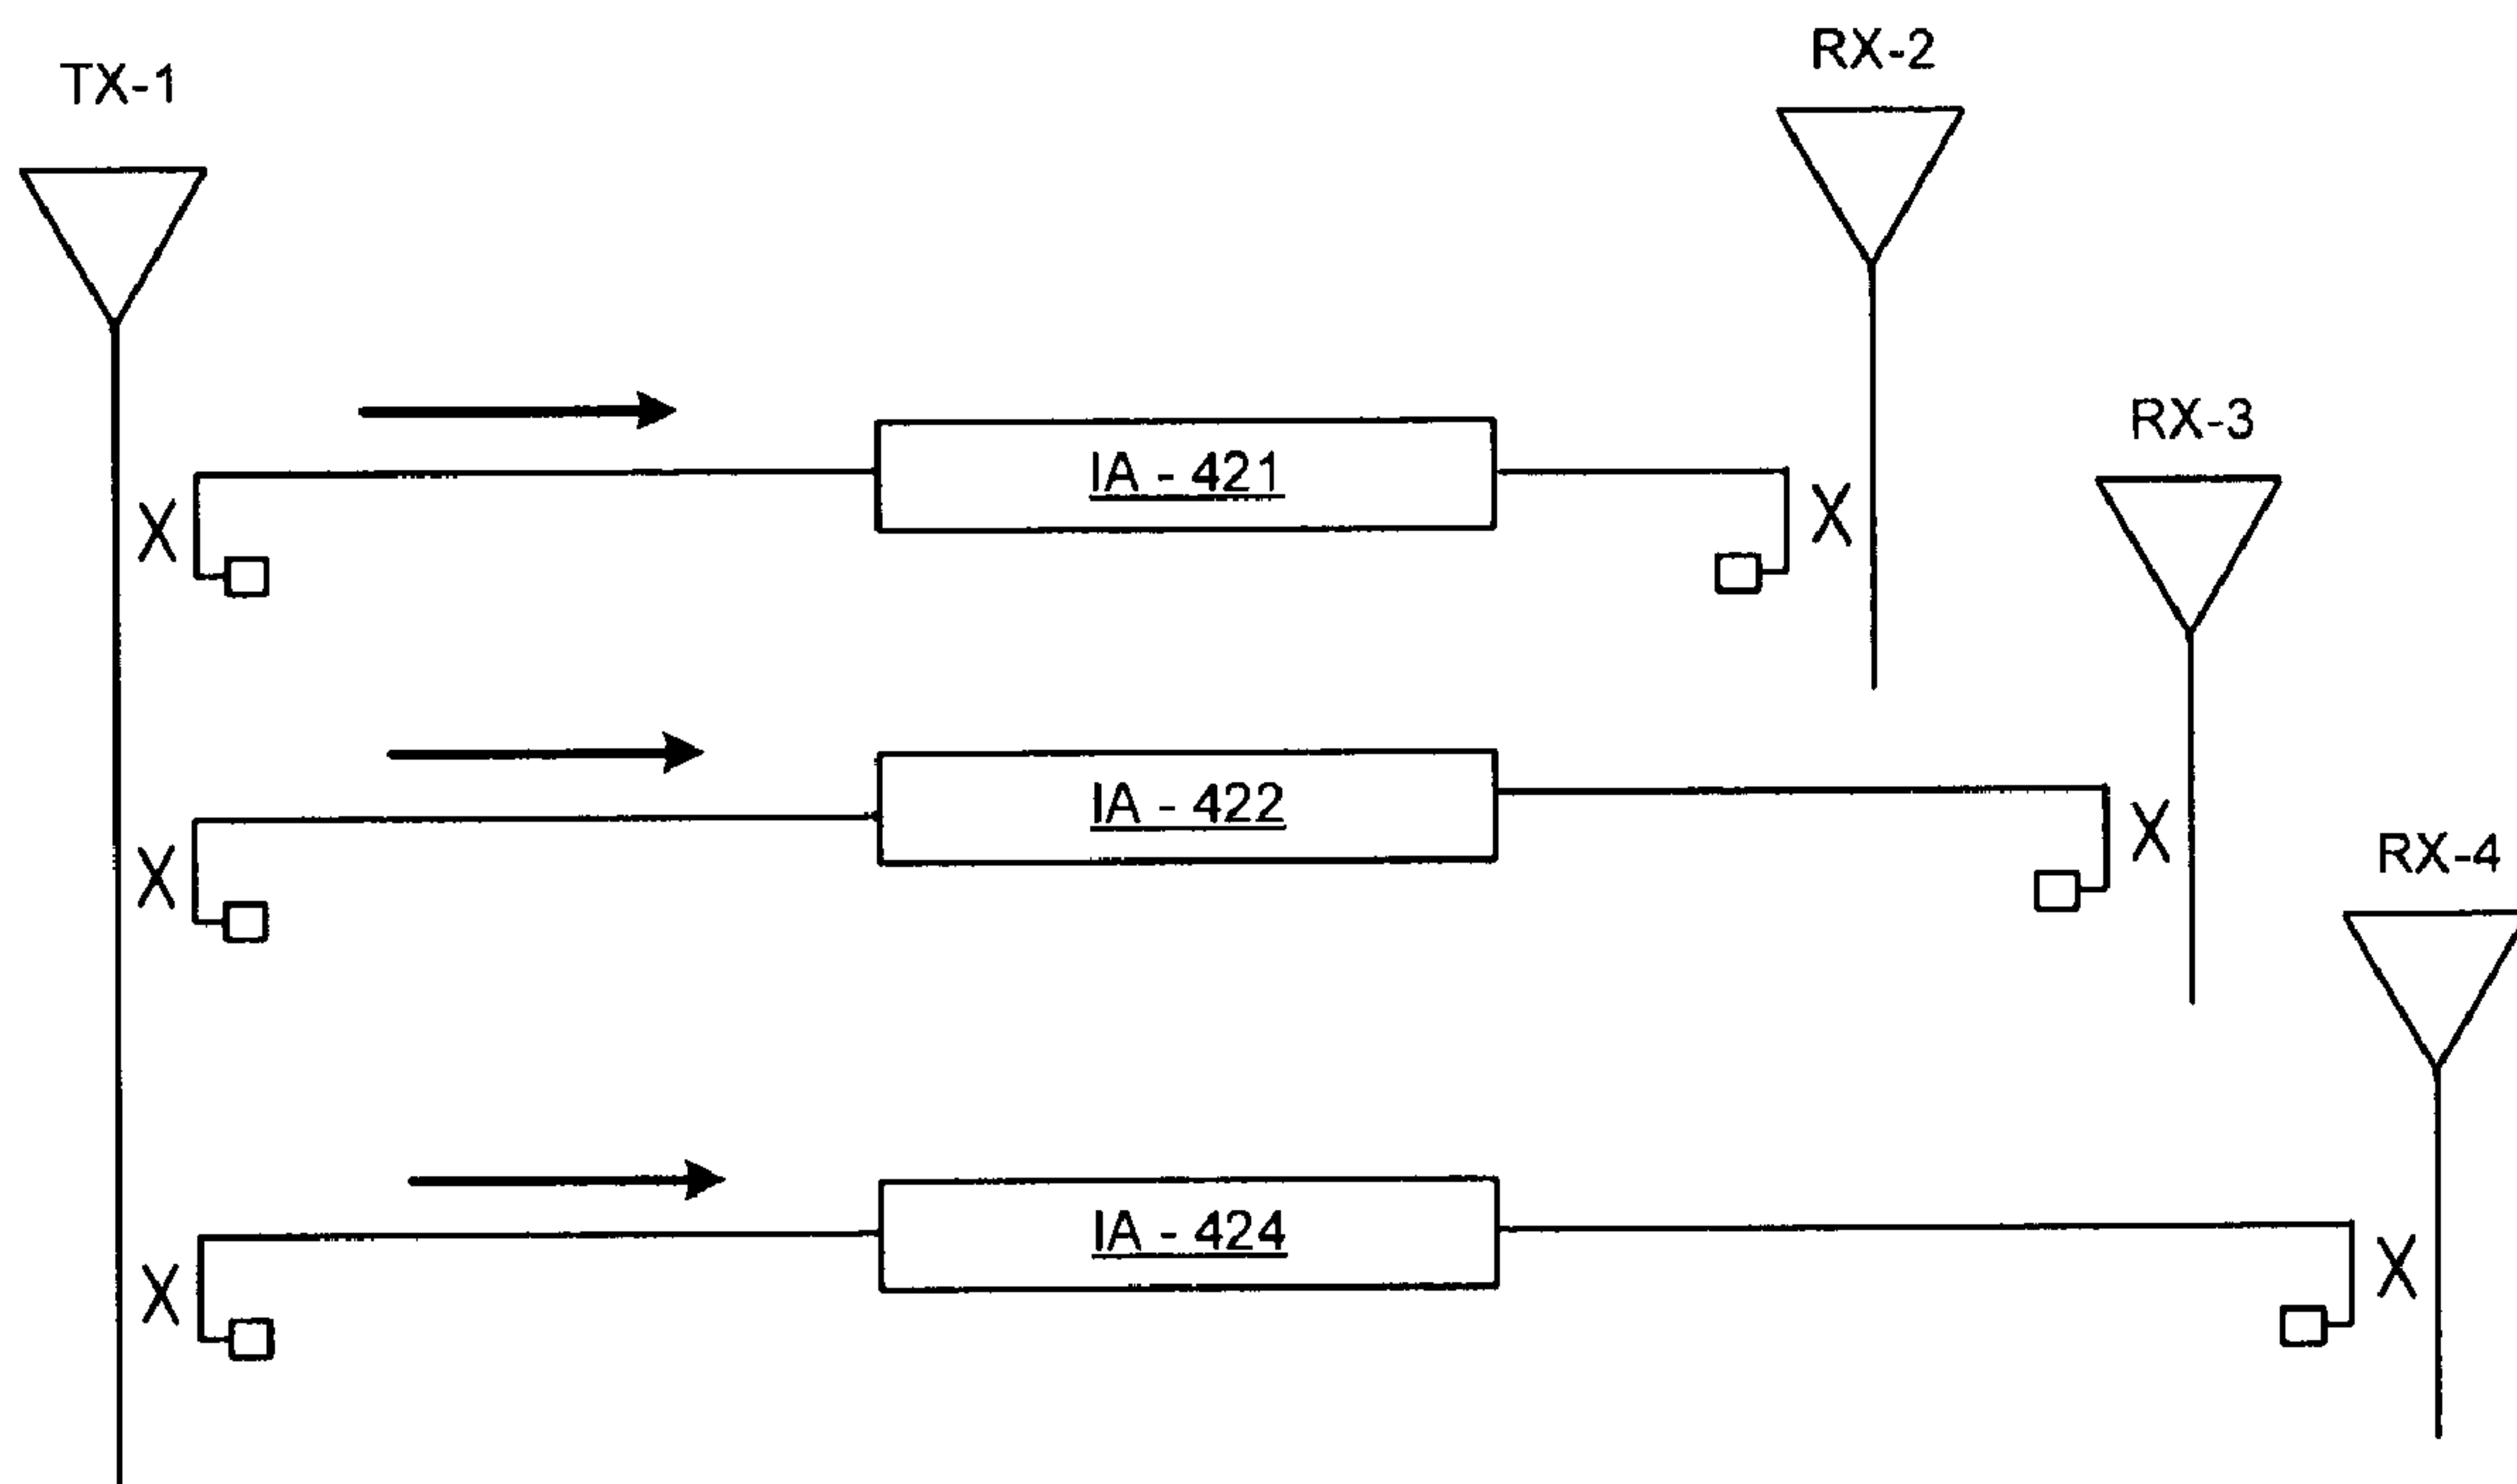 TX-1
RX-2
RX-3
IA - 421
X
X
IA - 422
X
X
RX-4
IA - 424
X
X